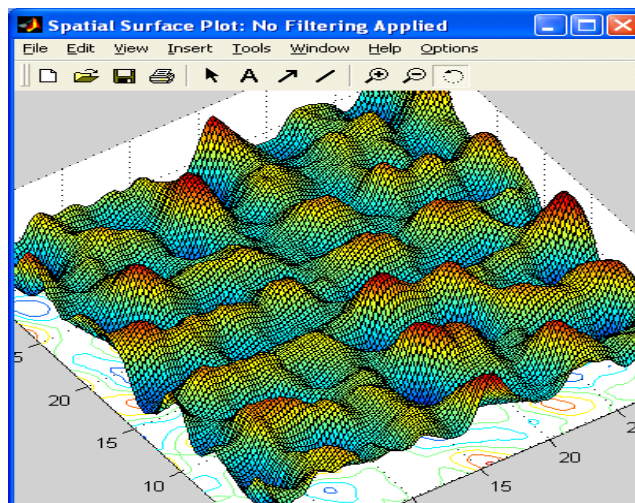 Spatial Surface Plot: No Filtering Applied
File Edit View Insert Tools Window Help Options
A
5
20
15
10
15
20